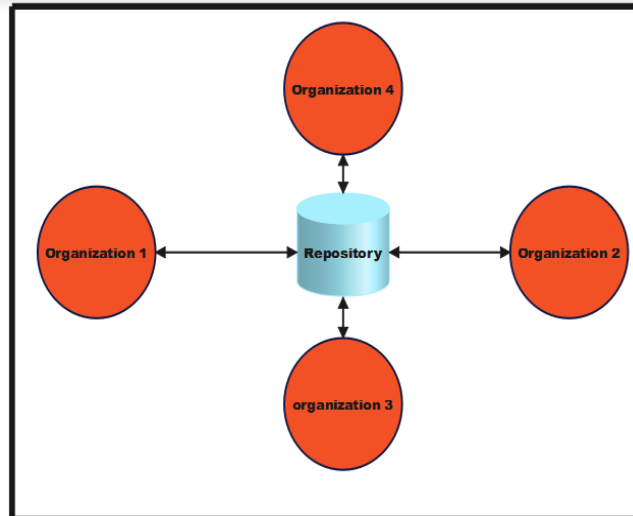 Organization 4
Organization 1
Repository
Organization 2
organization 3